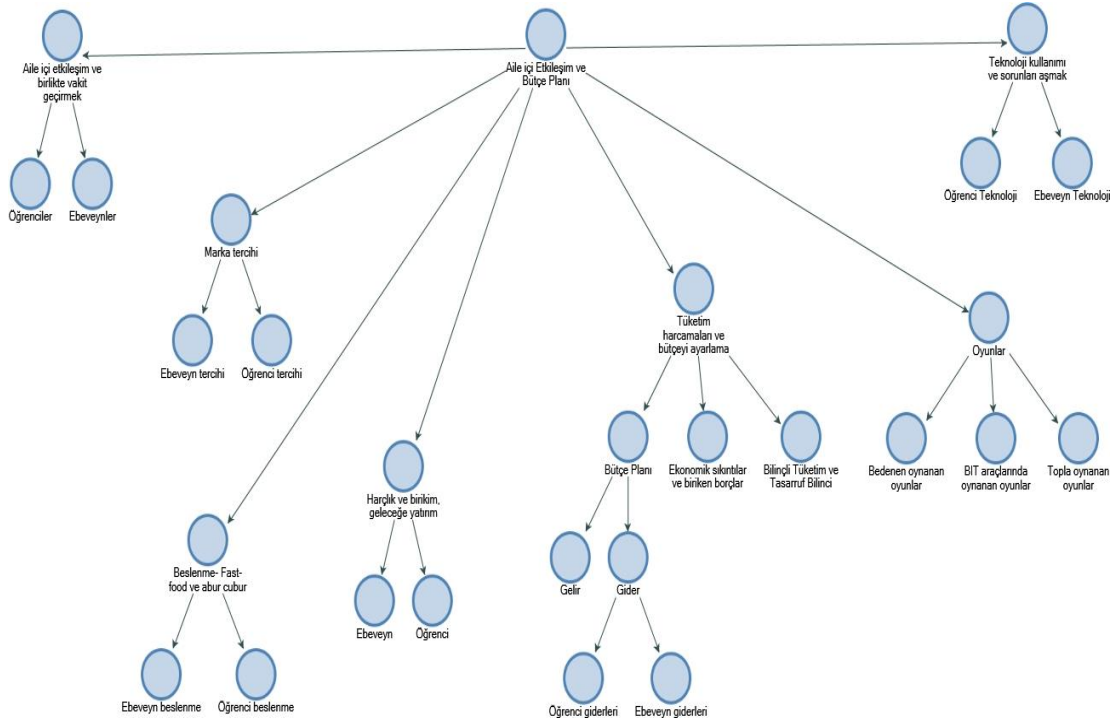 Aile içi etkileşim ve
birlikte vakit
geçirmek
Aile içi Etkileşim ve
Bütçe Planı
Teknoloji kullanımı
ve sorunları aşmak
Öğrenciler
Ebeveynler
Öğrenci Teknoloji
Ebeveyn Teknoloji
Marka tercihi
Ebeveyn tercihi
Öğrenci tercihi
Tüketim
harcamaları ve
bütçeyi ayarlama
Oyunlar
Bütçe Planı
Ekonomik sıkıntılar
ve biriken borçlar
Bilinçli Tüketim ve
Tasarruf Bilinci
Bedenen oynanan
oyunlar
BIT araçlarında
oynanan oyunlar
Topla oynanan
oyunlar
Harçlık ve birikim,
geleceğe yatırım
Beslenme- Fast-
food ve abur cubur
Gelir
Gider
Ebeveyn
Öğrenci
Ebeveyn beslenme
Öğrenci beslenme
Öğrenci giderleri
Ebeveyn giderleri